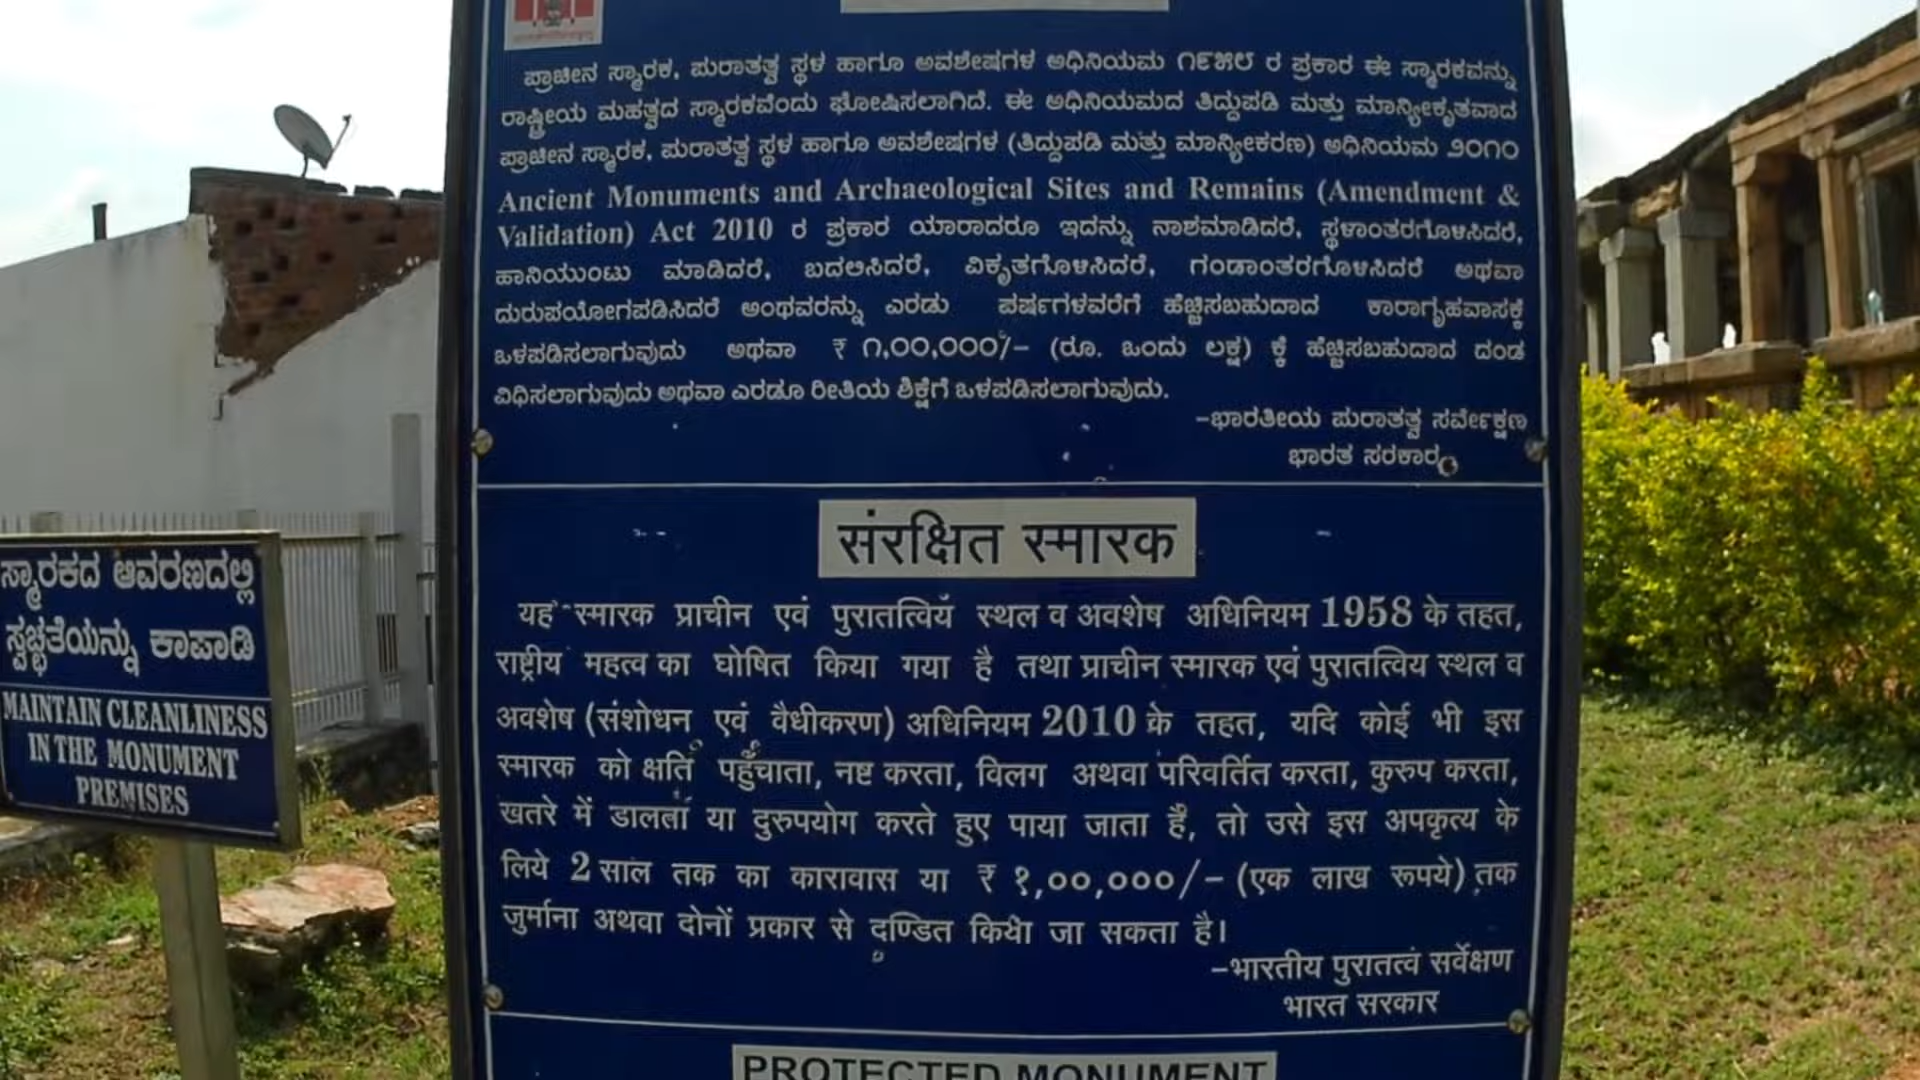 ಪ್ರಾಚೀನ ಸ್ಮಾರಕ, ಪುರಾತತ್ವ ಸ್ಥಳ ಹಾಗೂ ಅವಶೇಷಗಳ ಅಧಿನಿಯಮ ೧೯೫೮ ರ ಪ್ರಕಾರ ಈ ಸ್ಮಾರಕವನ್ನು
ರಾಷ್ಟ್ರೀಯ ಮಹತ್ವದ ಸ್ಮಾರಕವೆಂದು ಘೋಷಿಸಲಾಗಿದೆ. ಈ ಅಧಿನಿಯಮದ ತಿದ್ದುಪಡಿ ಮತ್ತು ಮಾನ್ಯೀಕೃತವಾದ
ಪ್ರಾಚೀನ ಸ್ಮಾರಕ, ಪುರಾತತ್ವ ಸ್ಥಳ ಹಾಗೂ ಅವಶೇಷಗಳ (ತಿದ್ದುಪಡಿ ಮತ್ತು ಮಾನ್ಯೀಕರಣ) ಅಧಿನಿಯಮ ೨೦೧೦
Ancient Monuments and Archaeological Sites and Remains (Amendment &
Validation) Act 2010 ರ ಪ್ರಕಾರ ಯಾರಾದರೂ ಇದನ್ನು ನಾಶಮಾಡಿದರೆ, ಸ್ಥಳಾಂತರಗೊಳಿಸಿದರೆ,
ಹಾನಿಯುಂಟು ಮಾಡಿದರೆ, ಬದಲಿಸಿದರೆ, ವಿಕೃತಗೊಳಿಸಿದರೆ, ಗಂಡಾಂತರಗೊಳಿಸಿದರೆ ಅಥವಾ
ದುರುಪಯೋಗಪಡಿಸಿದರೆ ಅಂಥವರನ್ನು ಎರಡು ವರ್ಷಗಳವರೆಗೆ ಹೆಚ್ಚಿಸಬಹುದಾದ ಕಾರಾಗೃಹವಾಸಕ್ಕೆ
ಒಳಪಡಿಸಲಾಗುವುದು ಅಥವಾ ₹ ೧,೦೦,೦೦೦/- (ರೂ. ಒಂದು ಲಕ್ಷ) ಕ್ಕೆ ಹೆಚ್ಚಿಸಬಹುದಾದ ದಂಡ
ವಿಧಿಸಲಾಗುವುದು ಅಥವಾ ಎರಡೂ ರೀತಿಯ ಶಿಕ್ಷೆಗೆ ಒಳಪಡಿಸಲಾಗುವುದು.
-ಭಾರತೀಯ ಪುರಾತತ್ವ ಸರ್ವೇಕ್ಷಣ
ಭಾರತ ಸರಕಾರ
संरक्षित स्मारक
यह स्मारक प्राचीन एवं पुरातत्विय स्थल व अवशेष अधिनियम 1958 के तहत,
राष्ट्रीय महत्व का घोषित किया गया है तथा प्राचीन स्मारक एवं पुरातत्विय स्थल व
अवशेष (संशोधन एवं वैधीकरण) अधिनियम 2010 के तहत, यदि कोई भी इस
स्मारक को क्षति पहुँचाता, नष्ट करता, विलग अथवा परिवर्तित करता, कुरुप करता,
खतरे में डालता या दुरुपयोग करते हुए पाया जाता है, तो उसे इस अपकृत्य के
लिये 2 साल तक का कारावास या ₹ १,००,०००/- (एक लाख रूपये) तक
जुर्माना अथवा दोनों प्रकार से दण्डित किया जा सकता है।
-भारतीय पुरातत्व सर्वेक्षण
भारत सरकार
PROTECTED MONUMENT
ಸ್ಮಾರಕದ ಆವರಣದಲ್ಲಿ
ಸ್ವಚ್ಛತೆಯನ್ನು ಕಾಪಾಡಿ
MAINTAIN CLEANLINESS
IN THE MONUMENT
PREMISES